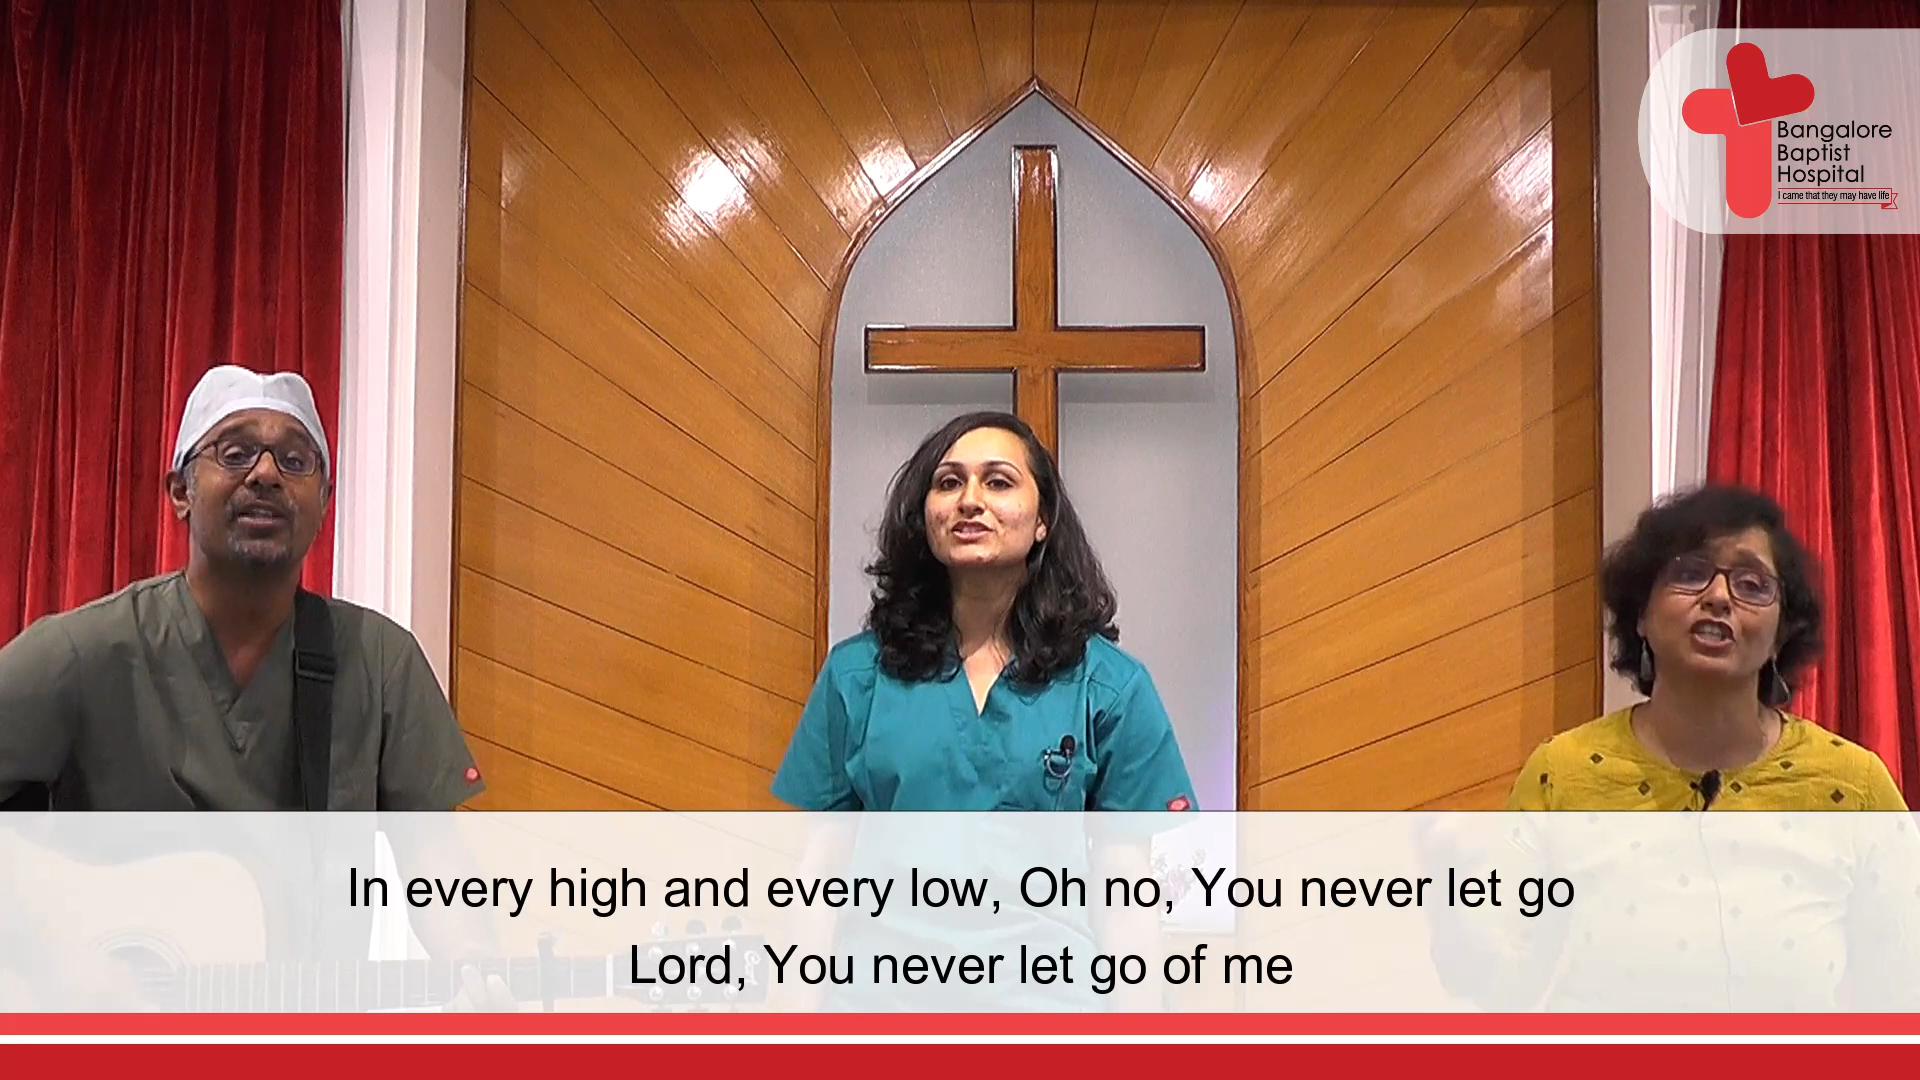 Bangalore
Baptist
Hospital
I came that they may have life
In every high and every low, Oh no, You never let go
Lord, You never let go of me